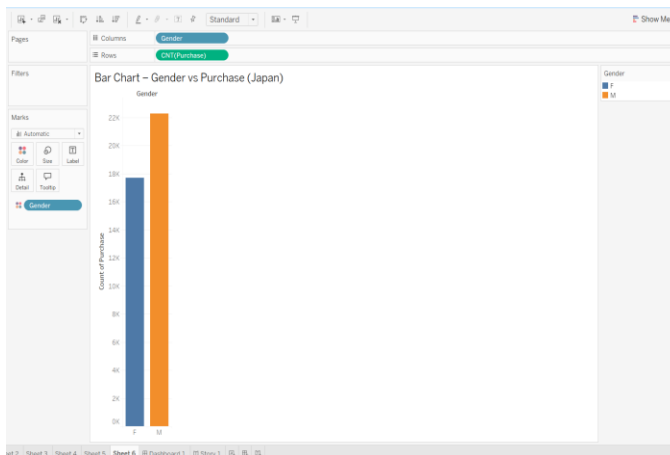 Standard
Show Me
Pages
Columns
Gender
Rows
CNT(Purchase)
Filters
Marks
Automatic
Color
Size
Label
Detail
Tooltip
Gender
Bar Chart – Gender vs Purchase (Japan)
Gender
Count of Purchase
22K
20K
18K
16K
14K
12K
10K
8K
6K
4K
2K
0K
F
M
Gender
F
M
Sheet 3
Sheet 4
Sheet 5
Sheet 6
Dashboard 1
Story 1